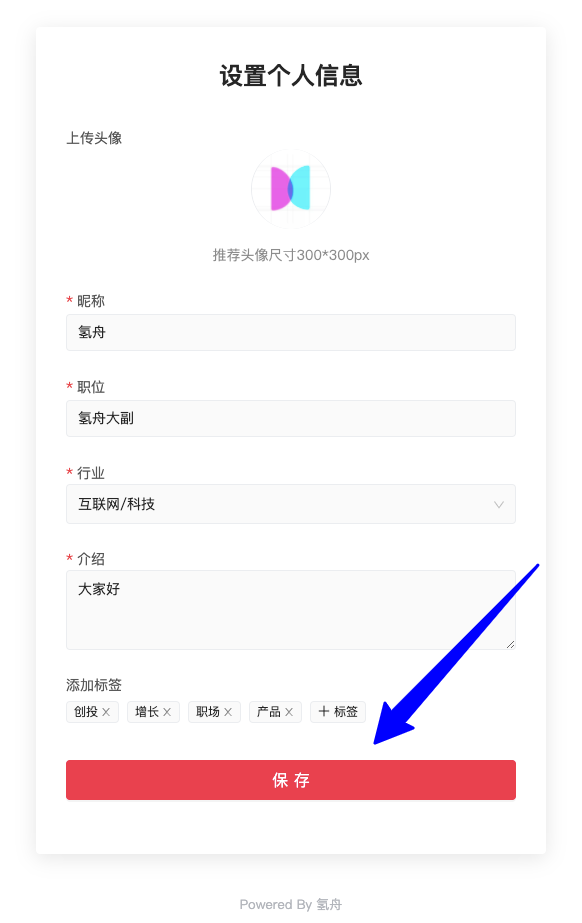 设置个人信息
上传头像
推荐头像尺寸300*300px
* 昵称
氢舟
* 职位
氢舟大副
* 行业
互联网/科技
* 介绍
大家好
添加标签
创投 × 增长 × 职场 × 产品 × + 标签
保 存
Powered By 氢舟